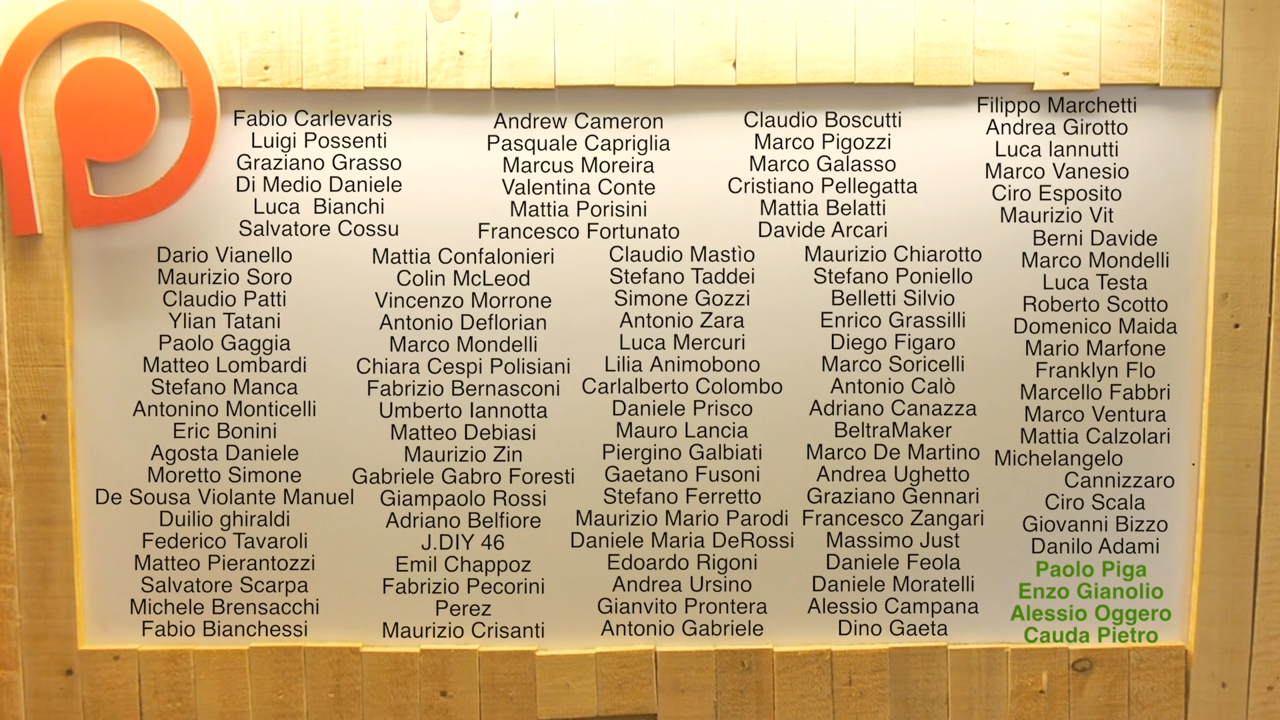 Fabio Carlevaris
Luigi Possenti
Graziano Grasso
Di Medio Daniele
Luca  Bianchi
Salvatore Cossu
Dario Vianello
Maurizio Soro
Claudio Patti
Ylian Tatani
Paolo Gaggia
Matteo Lombardi
Stefano Manca
Antonino Monticelli
Eric Bonini
Agosta Daniele
Moretto Simone
De Sousa Violante Manuel
Duilio ghiraldi
Federico Tavaroli
Matteo Pierantozzi
Salvatore Scarpa
Michele Brensacchi
Fabio Bianchessi
Andrew Cameron
Pasquale Capriglia
Marcus Moreira
Valentina Conte
Mattia Porisini
Francesco Fortunato
Mattia Confalonieri
Colin McLeod
Vincenzo Morrone
Antonio Deflorian
Marco Mondelli
Chiara Cespi Polisiani
Fabrizio Bernasconi
Umberto Iannotta
Matteo Debiasi
Maurizio Zin
Gabriele Gabro Foresti
Giampaolo Rossi
Adriano Belfiore
J.DIY 46
Emil Chappoz
Fabrizio Pecorini
Perez
Maurizio Crisanti
Claudio Boscutti
Marco Pigozzi
Marco Galasso
Cristiano Pellegatta
Mattia Belatti
Davide Arcari
Claudio Mastìo
Stefano Taddei
Simone Gozzi
Antonio Zara
Luca Mercuri
Lilia Animobono
Carlalberto Colombo
Daniele Prisco
Mauro Lancia
Piergino Galbiati
Gaetano Fusoni
Stefano Ferretto
Maurizio Mario Parodi
Daniele Maria DeRossi
Edoardo Rigoni
Andrea Ursino
Gianvito Prontera
Antonio Gabriele
Maurizio Chiarotto
Stefano Poniello
Belletti Silvio
Enrico Grassilli
Diego Figaro
Marco Soricelli
Antonio Calò
Adriano Canazza
BeltraMaker
Marco De Martino
Andrea Ughetto
Graziano Gennari
Francesco Zangari
Massimo Just
Daniele Feola
Daniele Moratelli
Alessio Campana
Dino Gaeta
Filippo Marchetti
Andrea Girotto
Luca Iannutti
Marco Vanesio
Ciro Esposito
Maurizio Vit
Berni Davide
Marco Mondelli
Luca Testa
Roberto Scotto
Domenico Maida
Mario Marfone
Franklyn Flo
Marcello Fabbri
Marco Ventura
Mattia Calzolari
Michelangelo
Cannizzaro
Ciro Scala
Giovanni Bizzo
Danilo Adami
Paolo Piga
Enzo Gianolio
Alessio Oggero
Cauda Pietro